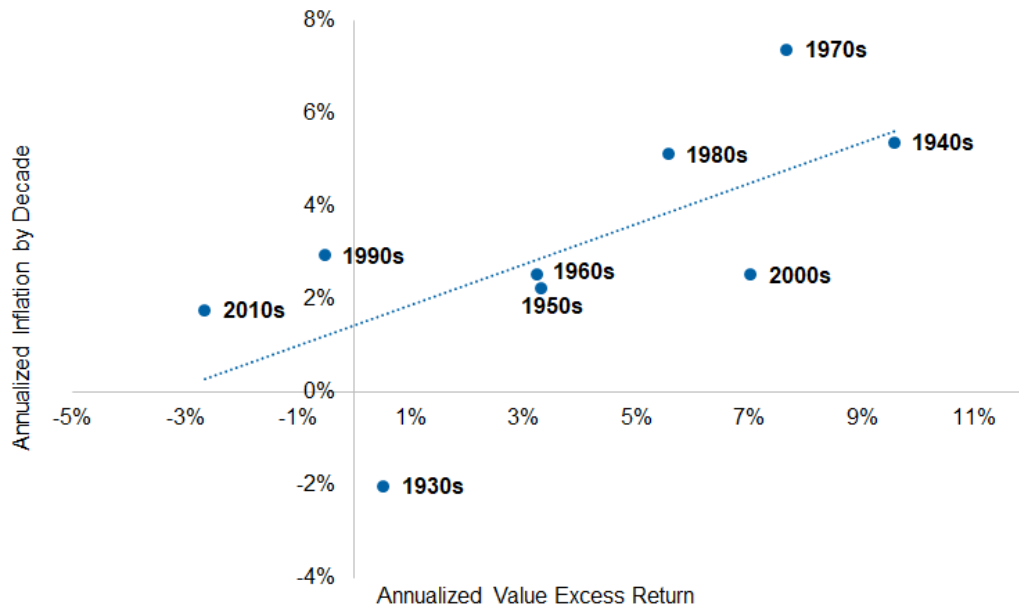 8%
1970s
6%
1940s
1980s
4%
1990s
1960s
2000s
2%
1950s
2010s
0%
-5%
-3%
-1%
1%
3%
5%
7%
9%
11%
-2%
1930s
-4%
Annualized Inflation by Decade
Annualized Value Excess Return